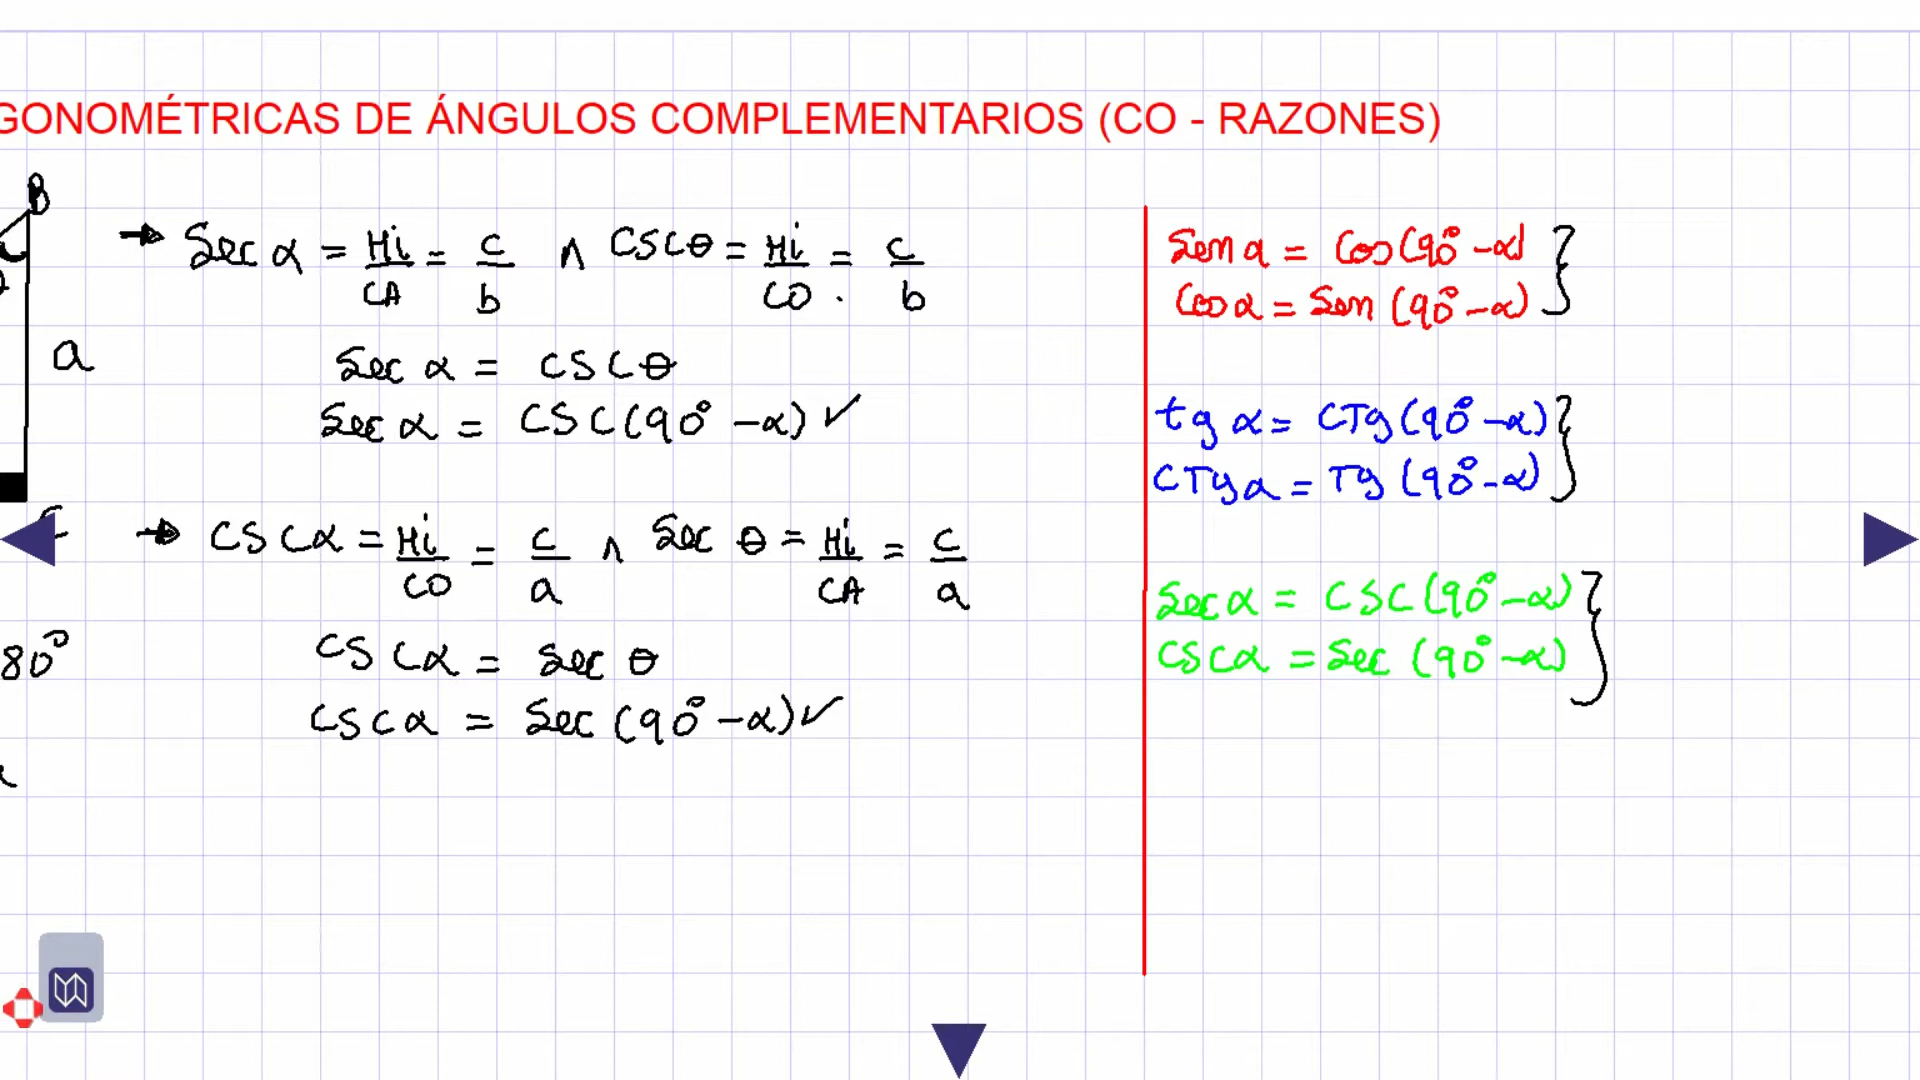 GONOMÉTRICAS DE ÁNGULOS COMPLEMENTARIOS (CO - RAZONES)
B
a
80°
→ Sec α = Hi/CA = c/b ∧ CSC θ = Hi/CO = c/b
Sec α = CSC θ
Sec α = CSC (90° - α) ✓
→ CSC α = Hi/CO = c/a ∧ Sec θ = Hi/CA = c/a
CSC α = Sec θ
CSC α = Sec (90° - α) ✓
Sen α = Cos (90° - α)
Cos α = Sen (90° - α)
tg α = CTg (90° - α)
CTg α = Tg (90° - α)
Sec α = CSC (90° - α)
CSC α = Sec (90° - α)